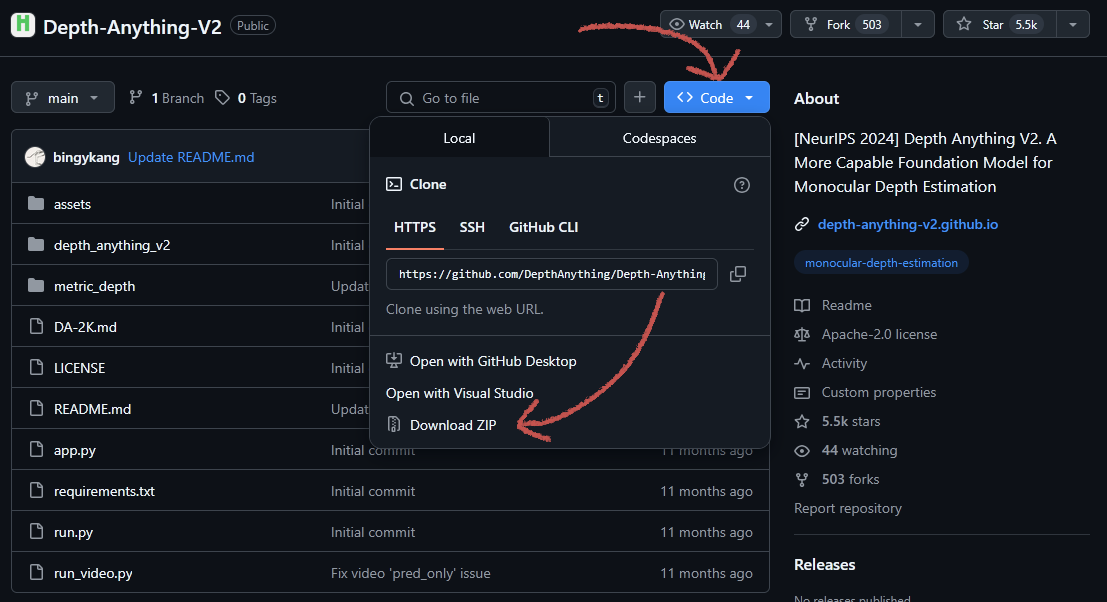 H Depth-Anything-V2 Public
Watch 44
Fork 503
Star 5.5k
main
1 Branch
0 Tags
Go to file
t
Code
Local
Codespaces
Clone
HTTPS
SSH
GitHub CLI
https://github.com/DepthAnything/Depth-Anything
Clone using the web URL.
Open with GitHub Desktop
Open with Visual Studio
Download ZIP
bingykang Update README.md
assets Initial
depth_anything_v2 Initial
metric_depth Updat
DA-2K.md Initial
LICENSE Initial
README.md Updat
app.py Initial commit 11 months ago
requirements.txt Initial commit 11 months ago
run.py Initial commit 11 months ago
run_video.py Fix video 'pred_only' issue 11 months ago
About
[NeurIPS 2024] Depth Anything V2. A
More Capable Foundation Model for
Monocular Depth Estimation
depth-anything-v2.github.io
monocular-depth-estimation
Readme
Apache-2.0 license
Activity
Custom properties
5.5k stars
44 watching
503 forks
Report repository
Releases
No releases published